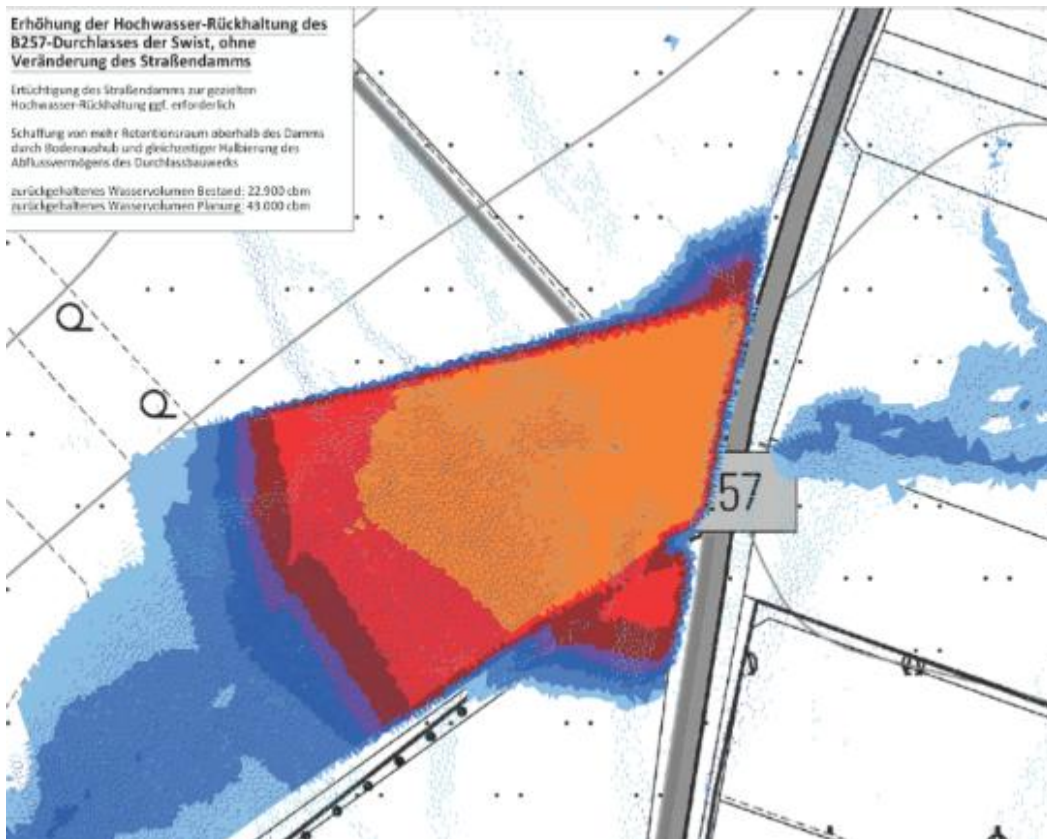 Erhöhung der Hochwasser-Rückhaltung des
B257-Durchlasses der Swist, ohne
Veränderung des Straßendamms
Ertüchtigung des Straßendamms zur gezielten
Hochwasser-Rückhaltung ggf. erforderlich
Schaffung von mehr Retentionsraum oberhalb des Damms
durch Bodenaushub und gleichzeitiger Halbierung des
Abflussvermögens des Durchlassbauwerks
zurückgehaltenes Wasservolumen Bestand: 22.900 cbm
zurückgehaltenes Wasservolumen Planung: 43.000 cbm
.57